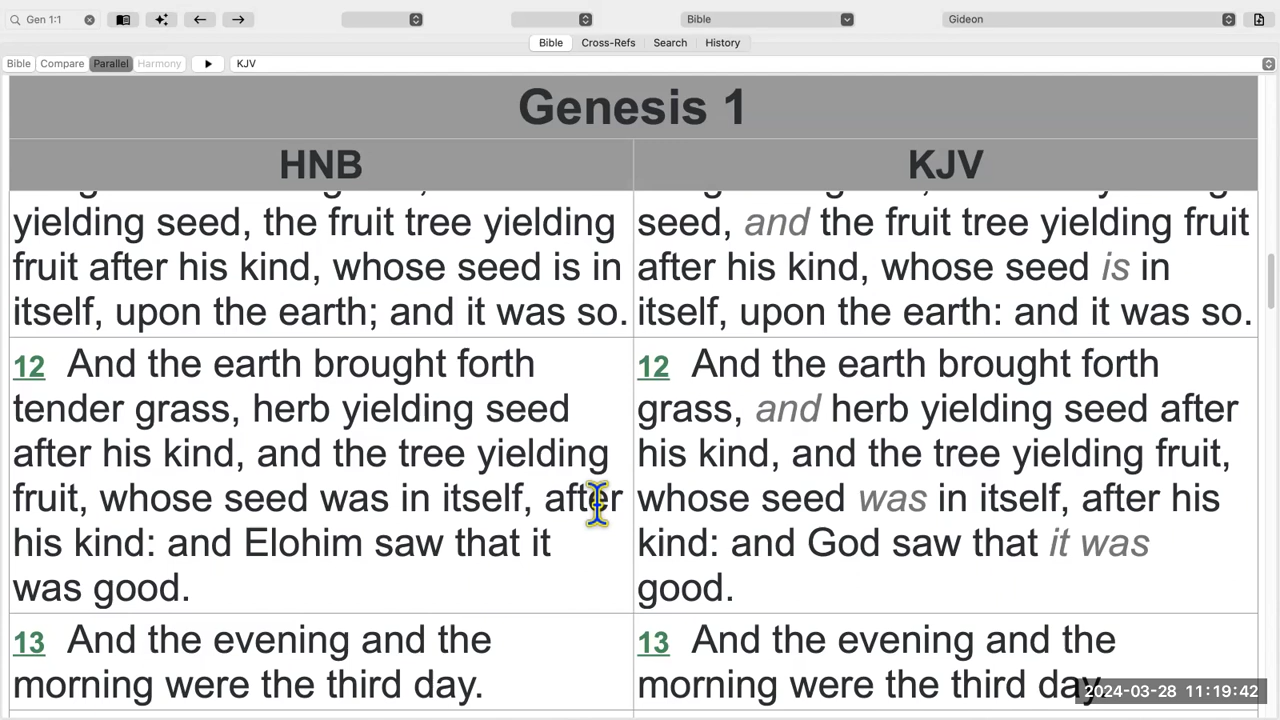 Gen 1:1 Bible Gideon
Bible Cross-Refs Search History
Bible Compare Parallel Harmony KJV
Genesis 1
HNB KJV
yielding seed, the fruit tree yielding
fruit after his kind, whose seed is in
itself, upon the earth; and it was so.
12 And the earth brought forth
tender grass, herb yielding seed
after his kind, and the tree yielding
fruit, whose seed was in itself, after
his kind: and Elohim saw that it
was good.
13 And the evening and the
morning were the third day.
seed, and the fruit tree yielding fruit
after his kind, whose seed is in
itself, upon the earth: and it was so.
12 And the earth brought forth
grass, and herb yielding seed after
his kind, and the tree yielding fruit,
whose seed was in itself, after his
kind: and God saw that it was
good.
13 And the evening and the
morning were the third day
2024-03-28 11:19:42